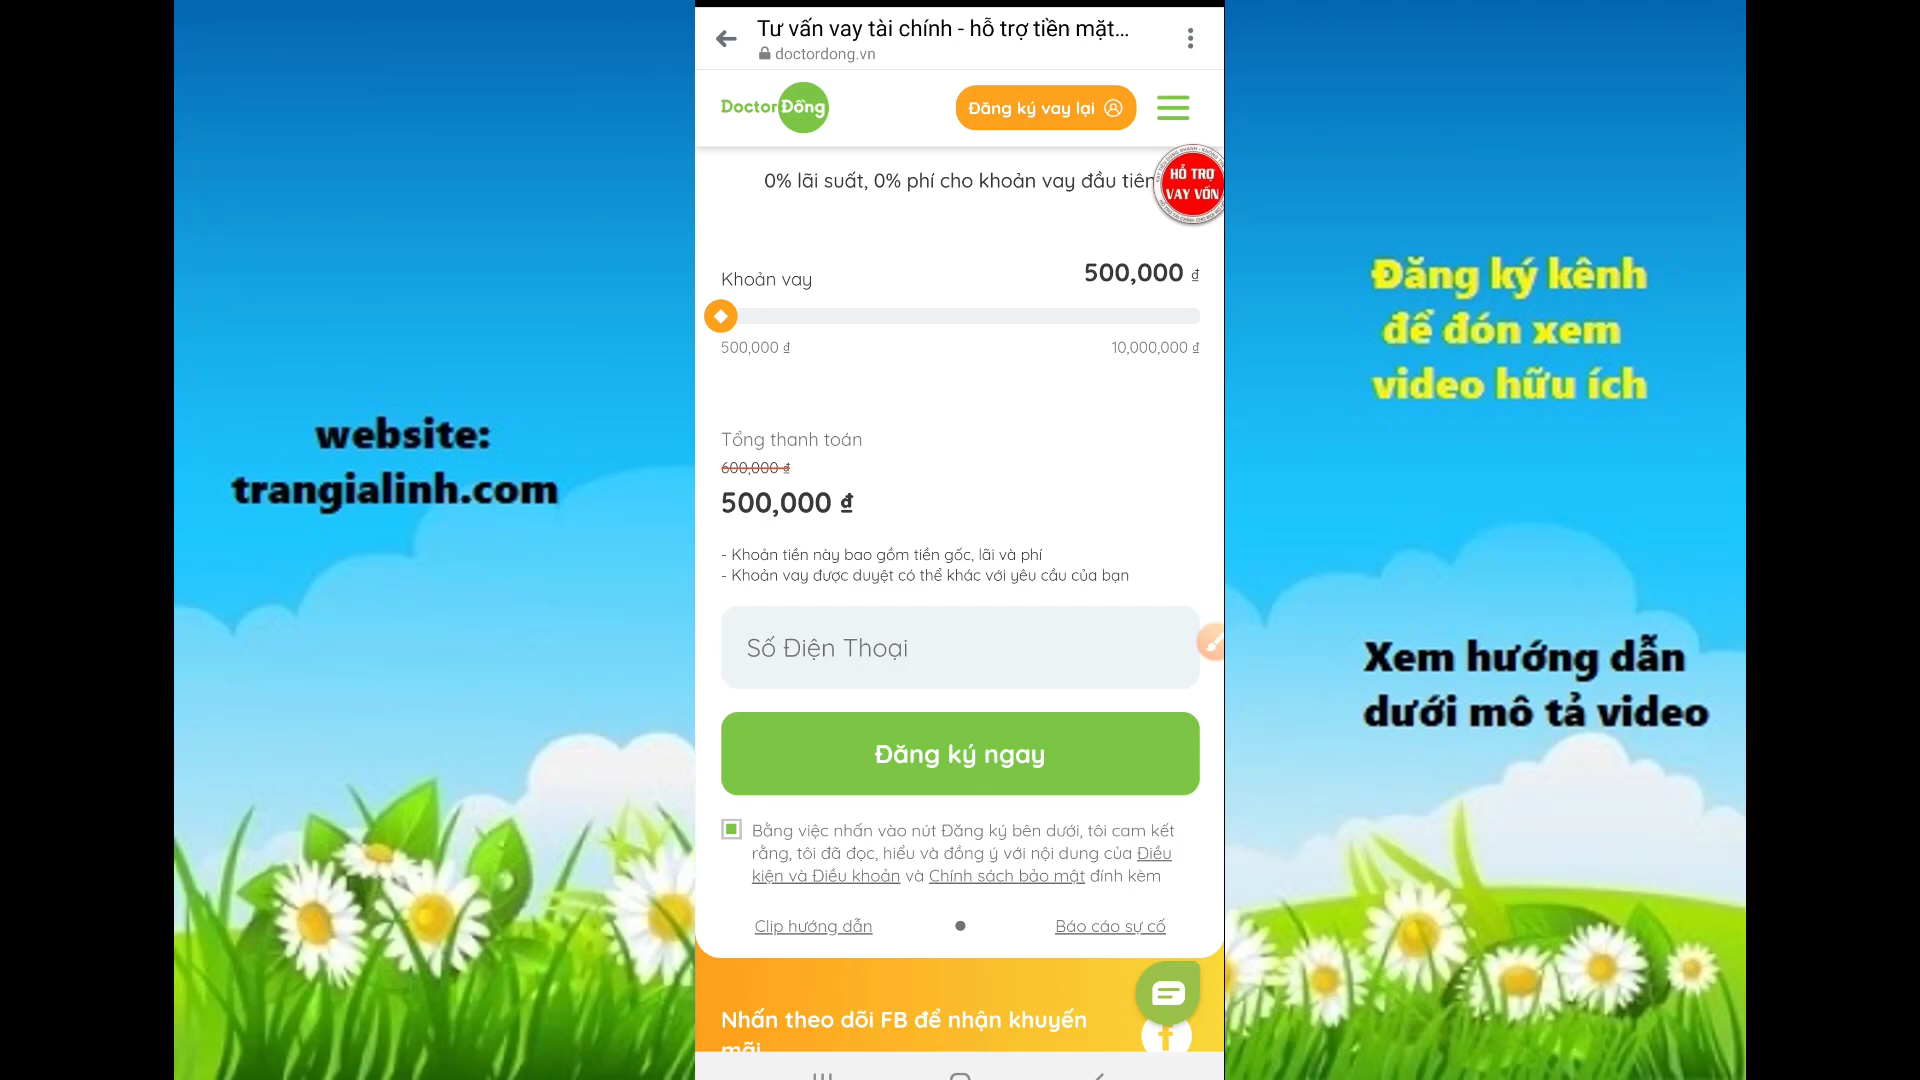 Tư vấn vay tài chính - hỗ trợ tiền mặt...
doctordong.vn
Doctor Đồng
Đăng ký vay lại
0% lãi suất, 0% phí cho khoản vay đầu tiên
HỖ TRỢ
VAY VỐN
Khoản vay
500,000 ₫
500,000 ₫
10,000,000 ₫
Tổng thanh toán
600,000 ₫
500,000 ₫
- Khoản tiền này bao gồm tiền gốc, lãi và phí
- Khoản vay được duyệt có thể khác với yêu cầu của bạn
Số Điện Thoại
Đăng ký ngay
Bằng việc nhấn vào nút Đăng ký bên dưới, tôi cam kết
rằng, tôi đã đọc, hiểu và đồng ý với nội dung của Điều
kiện và Điều khoản và Chính sách bảo mật đính kèm
Clip hướng dẫn
Báo cáo sự cố
Nhấn theo dõi FB để nhận khuyến
mãi
website:
trangialinh.com
Đăng ký kênh
để đón xem
video hữu ích
Xem hướng dẫn
dưới mô tả video